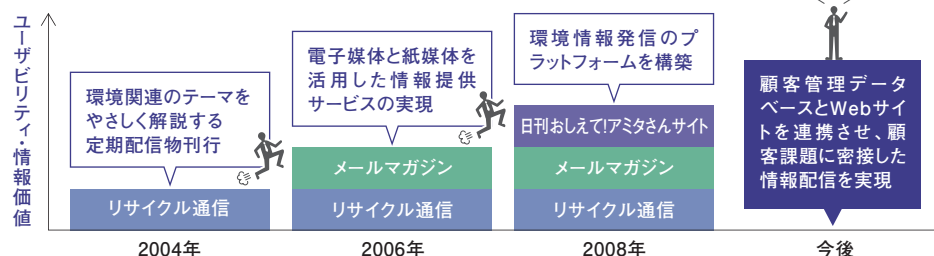 ユーザビリティ・情報価値
環境関連のテーマを
やさしく解説する
定期配信物刊行
リサイクル通信
2004年
電子媒体と紙媒体を
活用した情報提供
サービスの実現
メールマガジン
リサイクル通信
2006年
環境情報発信のプ
ラットフォームを構築
日刊おしえて!アミタさんサイト
メールマガジン
リサイクル通信
2008年
顧客管理データ
ベースとWebサイ
トを連携させ、顧
客課題に密接した
情報配信を実現
今後